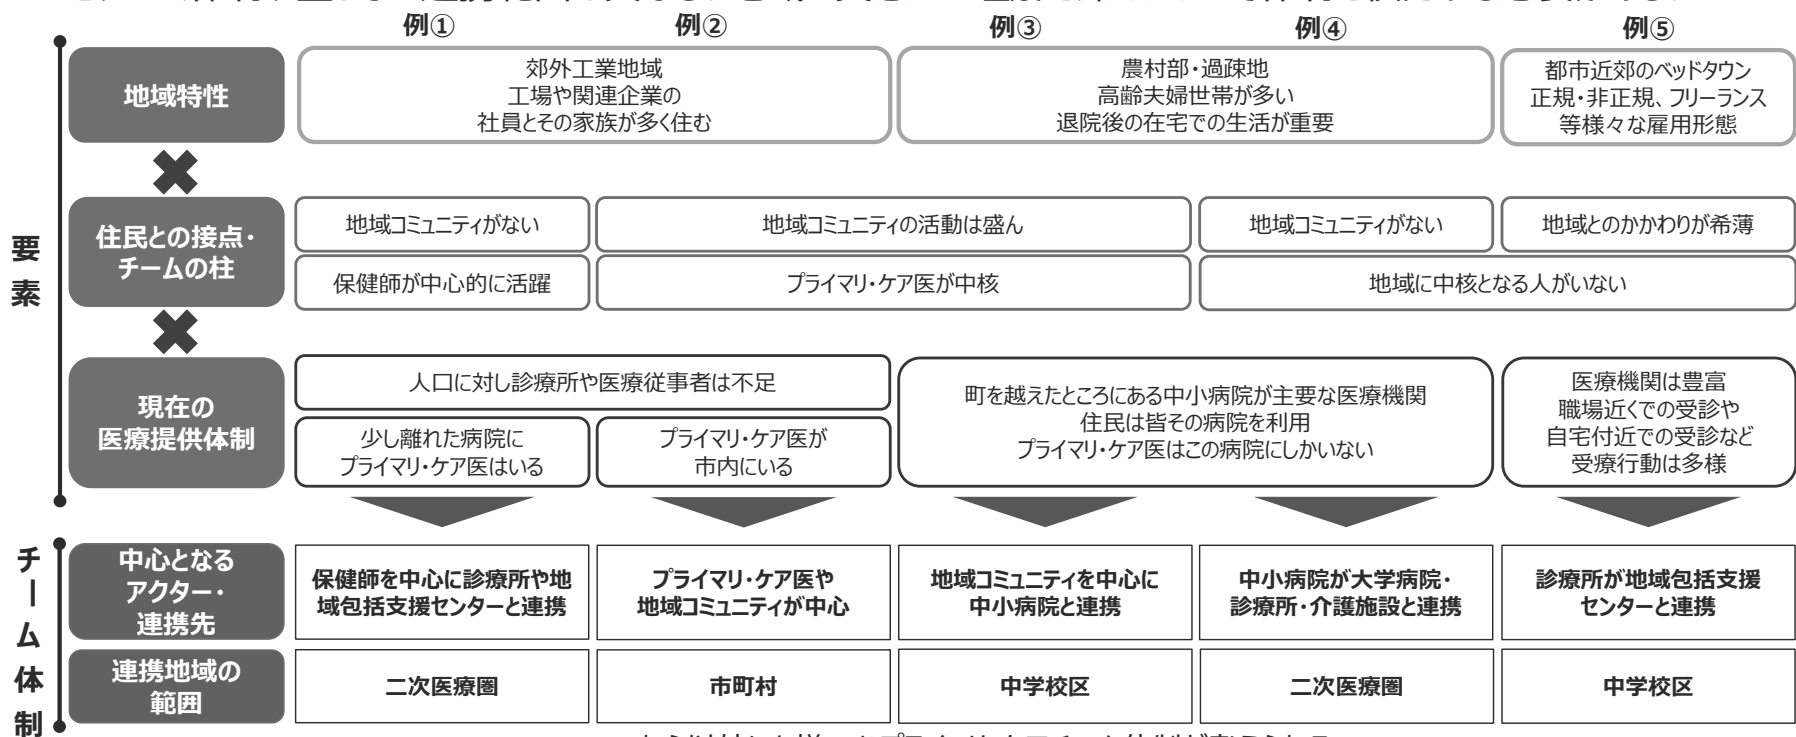 例①
例②
例③
例④
例⑤
要素
地域特性
郊外工業地域
工場や関連企業の
社員とその家族が多く住む
農村部・過疎地
高齢夫婦世帯が多い
退院後の在宅での生活が重要
都市近郊のベッドタウン
正規・非正規、フリーランス
等様々な雇用形態
住民との接点・
チームの柱
地域コミュニティがない
地域コミュニティの活動は盛ん
地域コミュニティがない
地域とのかかわりが希薄
保健師が中心的に活躍
プライマリ・ケア医が中核
地域に中核となる人がいない
現在の
医療提供体制
人口に対し診療所や医療従事者は不足
少し離れた病院に
プライマリ・ケア医はいる
プライマリ・ケア医が
市内にいる
町を越えたところにある中小病院が主要な医療機関
住民は皆その病院を利用
プライマリ・ケア医はこの病院にしかいない
医療機関は豊富
職場近くでの受診や
自宅付近での受診など
受療行動は多様
チーム体制
中心となる
アクター・
連携先
保健師を中心に診療所や地
域包括支援センターと連携
プライマリ・ケア医や
地域コミュニティが中心
地域コミュニティを中心に
中小病院と連携
中小病院が大学病院・
診療所・介護施設と連携
診療所が地域包括支援
センターと連携
連携地域の
範囲
二次医療圏
市町村
中学校区
二次医療圏
中学校区